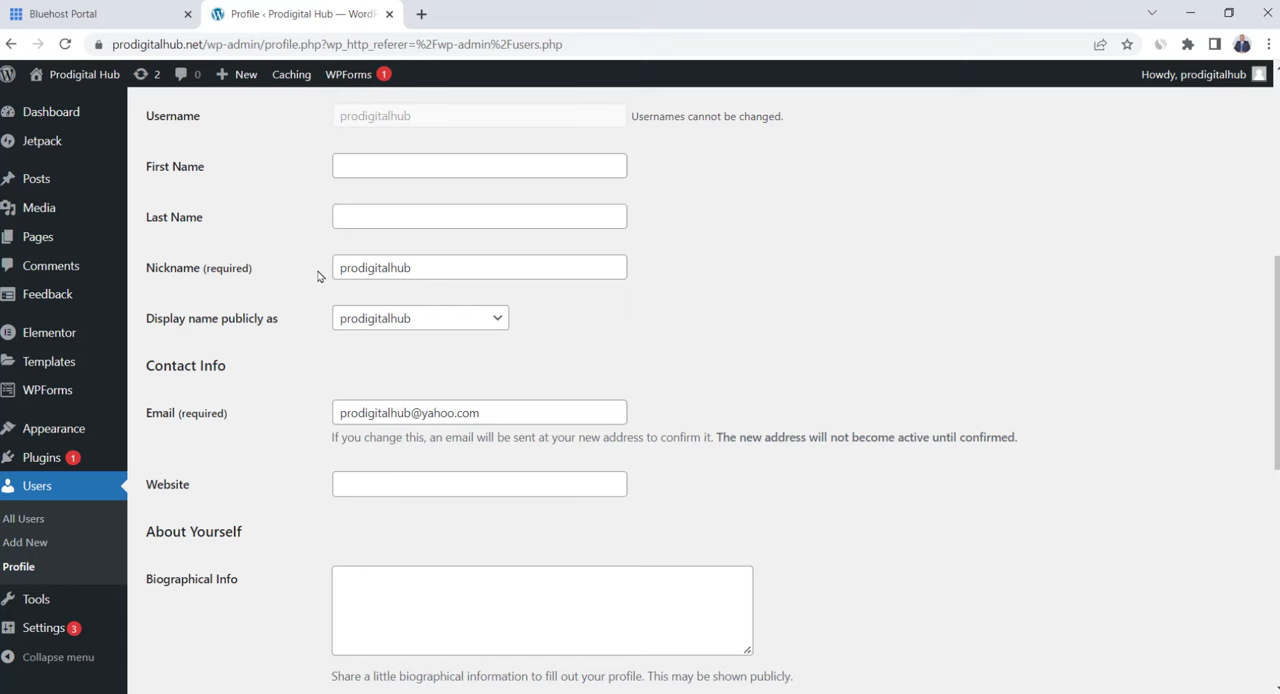 Bluehost Portal
Profile ‹ Prodigital Hub — WordP
prodigitalhub.net/wp-admin/profile.php?wp_http_referer=%2Fwp-admin%2Fusers.php
Prodigital Hub 2 0 New Caching WPForms 1 Howdy, prodigitalhub
Dashboard
Jetpack
Posts
Media
Pages
Comments
Feedback
Elementor
Templates
WPForms
Appearance
Plugins 1
Users
All Users
Add New
Profile
Tools
Settings 3
Collapse menu
Username prodigitalhub Usernames cannot be changed.
First Name
Last Name
Nickname (required) prodigitalhub
Display name publicly as prodigitalhub
Contact Info
Email (required) prodigitalhub@yahoo.com
If you change this, an email will be sent at your new address to confirm it. The new address will not become active until confirmed.
Website
About Yourself
Biographical Info
Share a little biographical information to fill out your profile. This may be shown publicly.